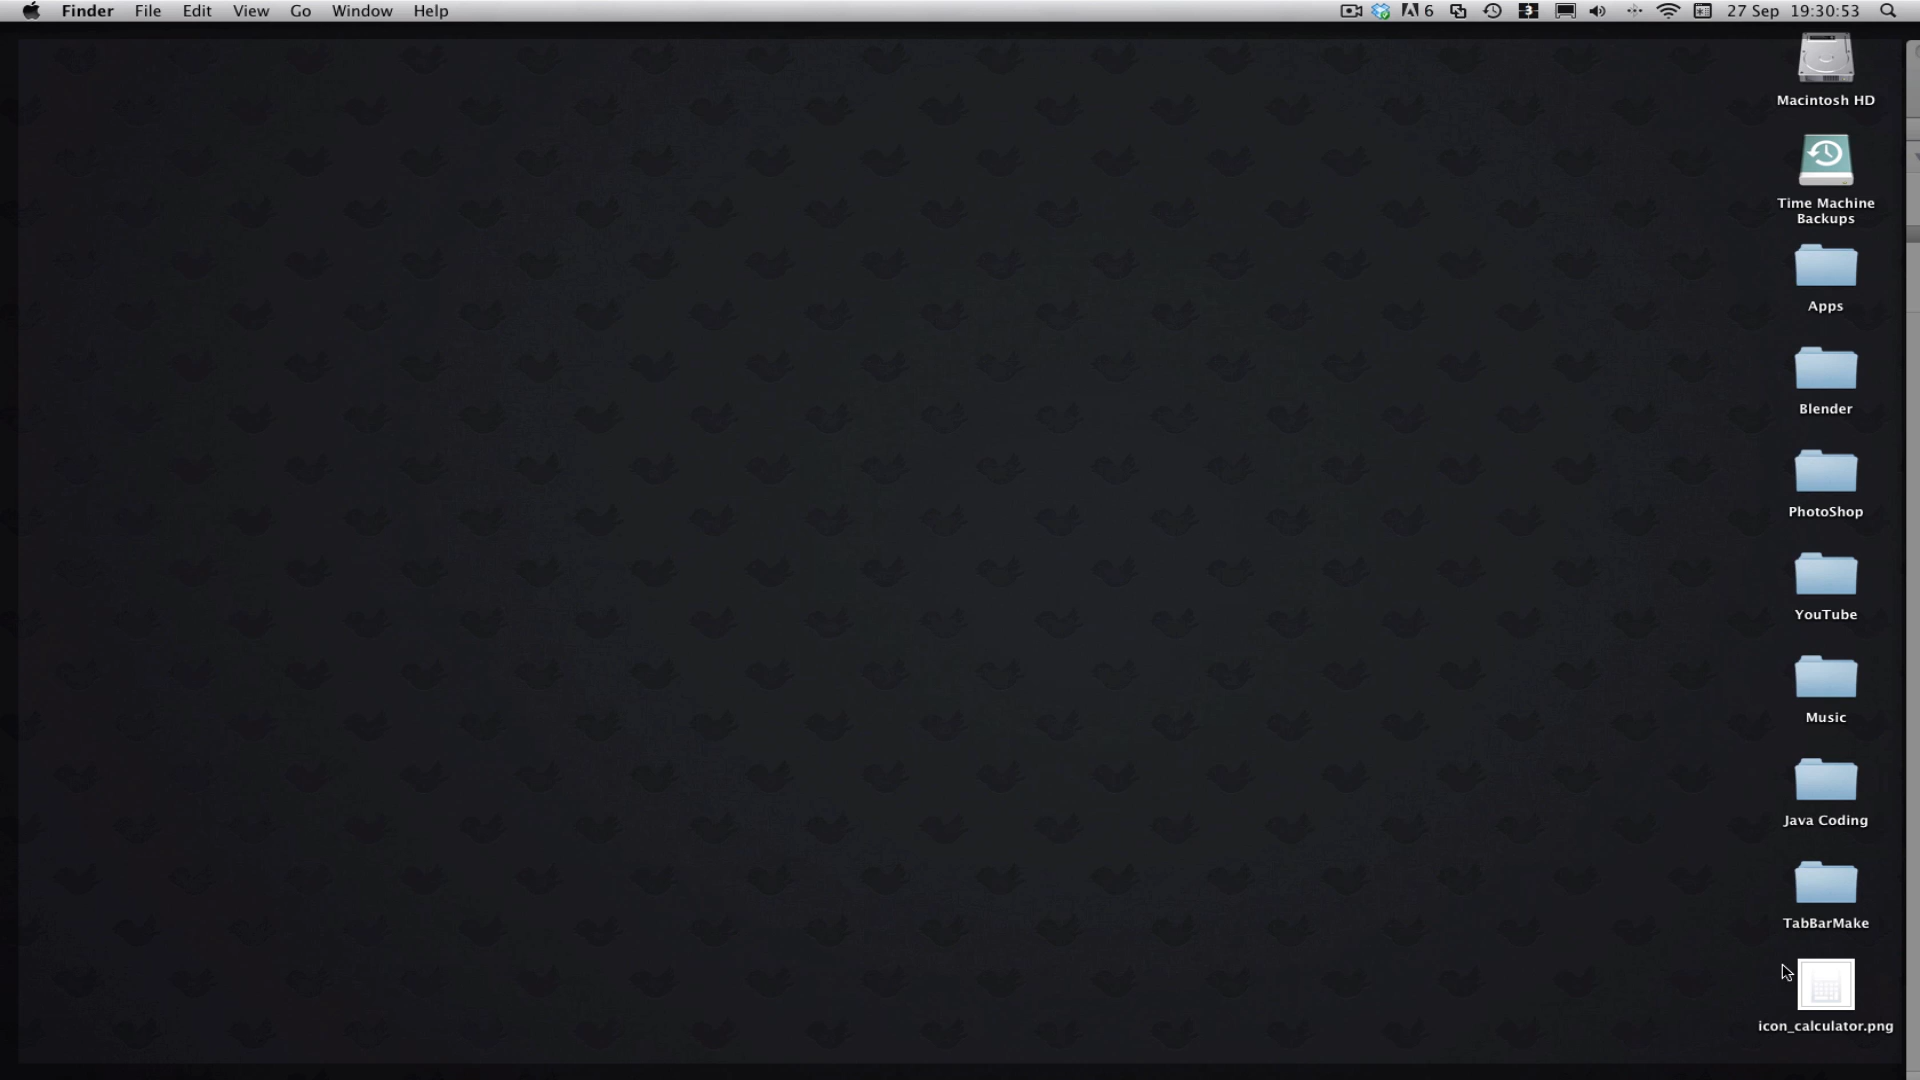 Finder File Edit View Go Window Help 6 3 27 Sep 19:30:53
Macintosh HD
Time Machine
Backups
Apps
Blender
PhotoShop
YouTube
Music
Java Coding
TabBarMake
icon_calculator.png